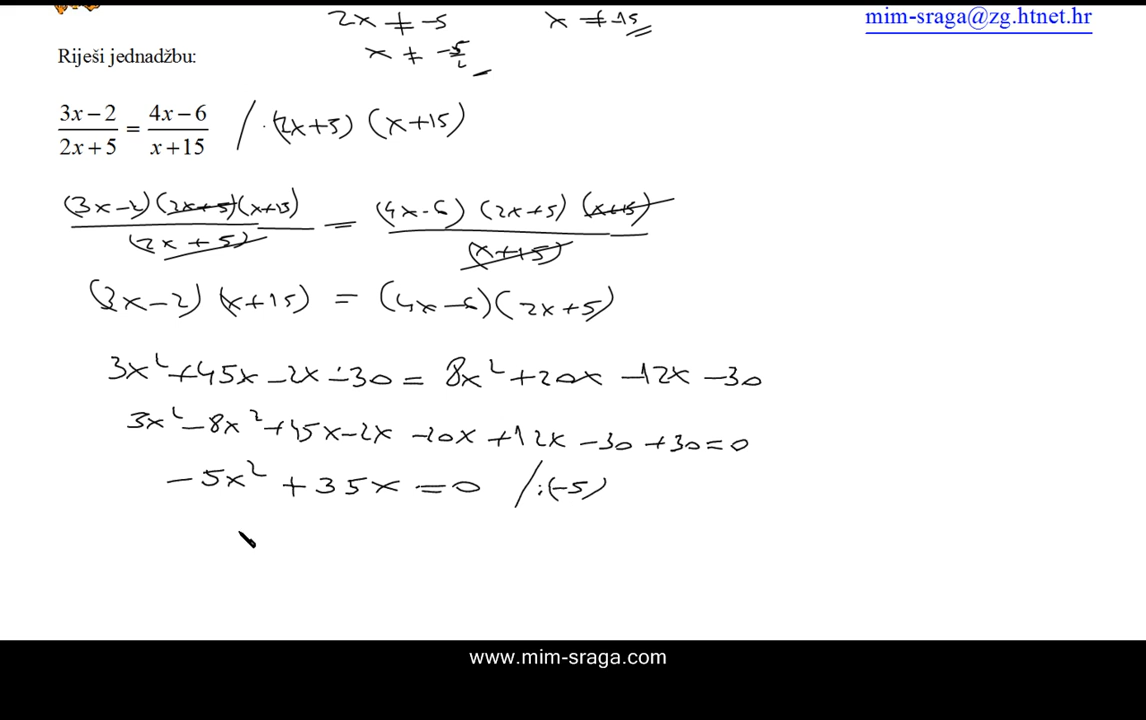 2x ≠ -5 x ≠ -15
mim-sraga@zg.htnet.hr
x ≠ -5/2
Riješi jednadžbu:
(3x − 2)/(2x + 5) = (4x − 6)/(x + 15) / ·(2x+5) (x+15)
(3x-2)(2x+5)(x+15)/(2x+5) = (4x-6)(2x+5)(x+15)/(x+15)
(3x-2)(x+15) = (4x-6)(2x+5)
3x² + 45x - 2x - 30 = 8x² + 20x - 12x - 30
3x² - 8x² + 45x - 2x - 20x + 12x - 30 + 30 = 0
-5x² + 35x = 0 /:(-5)
www.mim-sraga.com